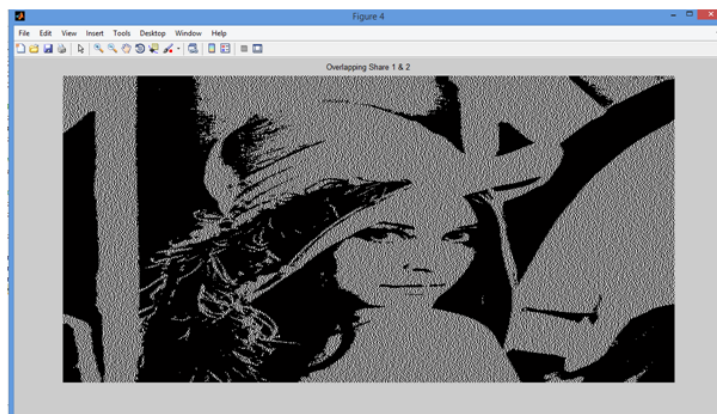 Figure 4
File Edit View Insert Tools Desktop Window Help
Overlapping Share 1 & 2